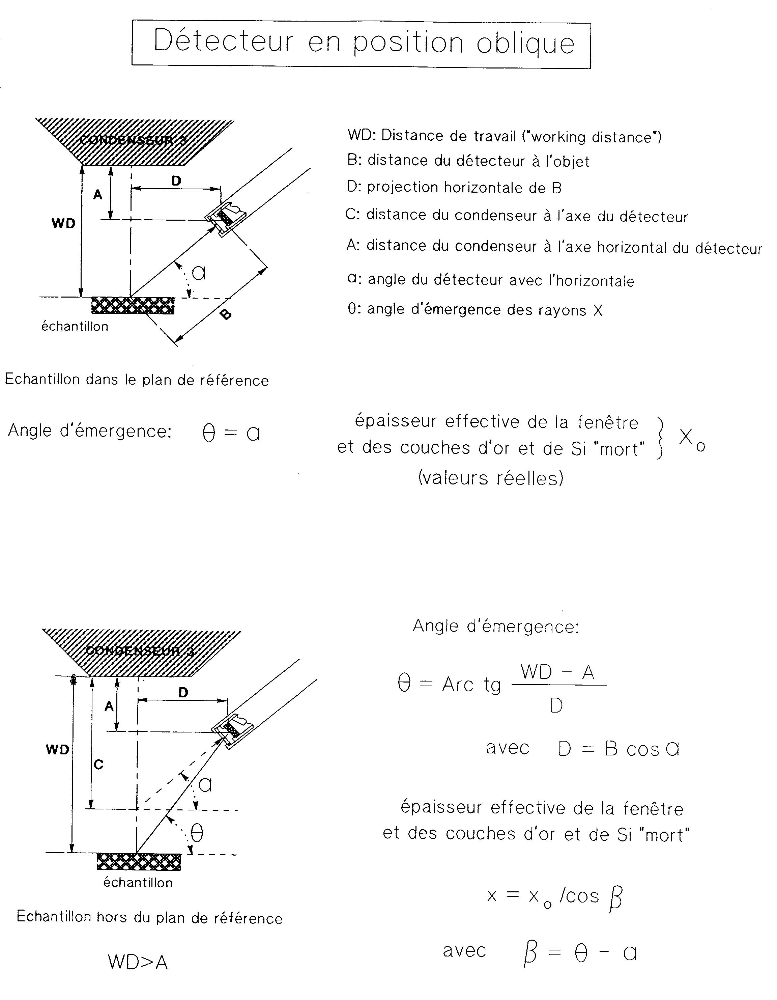 Détecteur en position oblique
CONDENSEUR 3
D
A
WD
a
B
échantillon
WD: Distance de travail ("working distance")
B: distance du détecteur à l'objet
D: projection horizontale de B
C: distance du condenseur à l'axe du détecteur
A: distance du condenseur à l'axe horizontal du détecteur
a: angle du détecteur avec l'horizontale
θ: angle d'émergence des rayons X
Echantillon dans le plan de référence
Angle d'émergence: θ = a
épaisseur effective de la fenêtre
et des couches d'or et de Si "mort" } X₀
(valeurs réelles)
CONDENSEUR 3
D
A
WD
C
a
θ
échantillon
Echantillon hors du plan de référence
WD>A
Angle d'émergence:
θ = Arc tg
WD - A
D
avec D = B cos a
épaisseur effective de la fenêtre
et des couches d'or et de Si "mort"
x = x₀ /cos β
avec β = θ - a